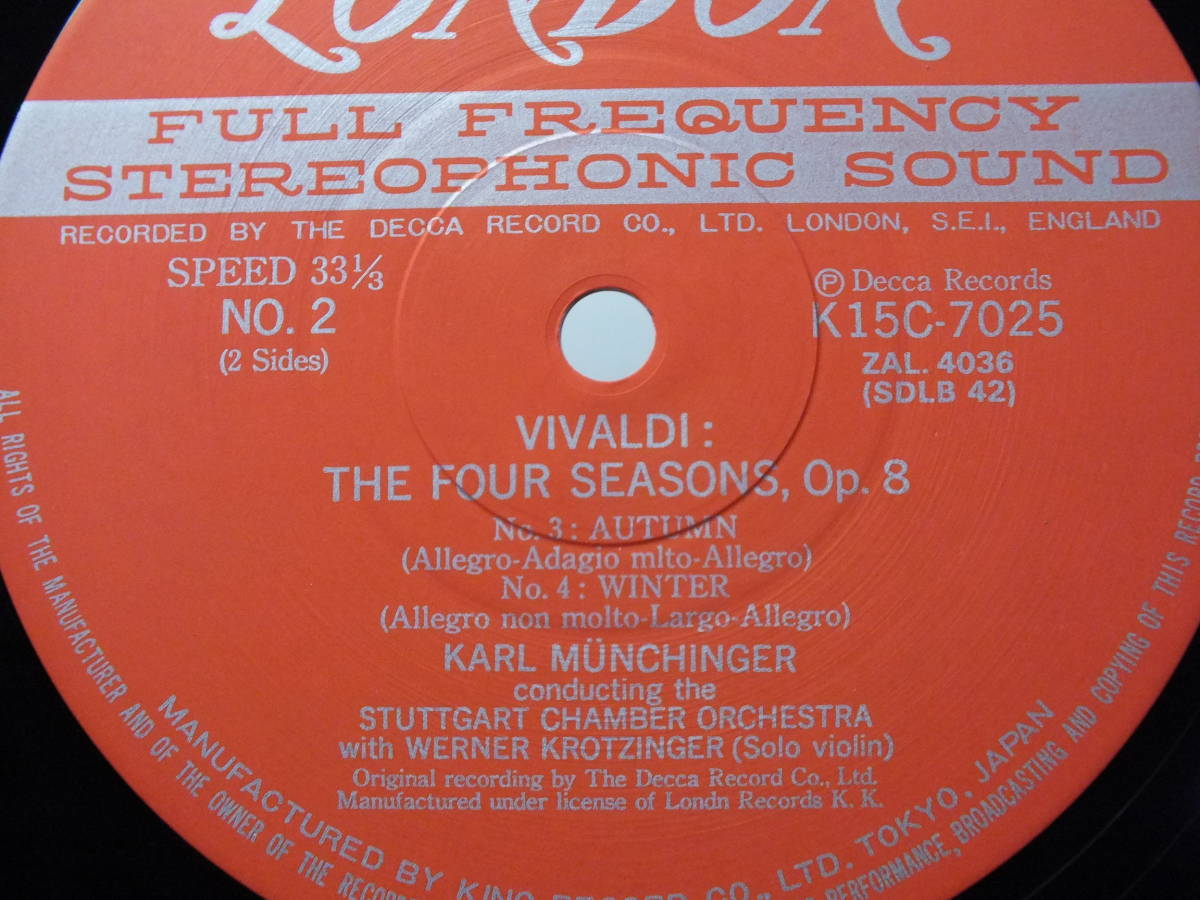 LONDON
FULL FREQUENCY
STEREOPHONIC SOUND
RECORDED BY THE DECCA RECORD CO., LTD. LONDON, S.E.I., ENGLAND
SPEED 33⅓
NO. 2
(2 Sides)
Ⓟ Decca Records
K15C-7025
ZAL. 4036
(SDLB 42)
VIVALDI :
THE FOUR SEASONS, Op. 8
No. 3 : AUTUMN
(Allegro-Adagio mlto-Allegro)
No. 4 : WINTER
(Allegro non molto-Largo-Allegro)
KARL MÜNCHINGER
conducting the
STUTTGART CHAMBER ORCHESTRA
with WERNER KROTZINGER (Solo violin)
Original recording by The Decca Record Co., Ltd.
Manufactured under license of Londn Records K. K.
MANUFACTURED BY KING RECORD CO., LTD. TOKYO, JAPAN
ALL RIGHTS OF THE MANUFACTURER AND OF THE OWNER OF THE
PERFORMANCE, BROADCASTING AND COPYING OF THIS RECORD